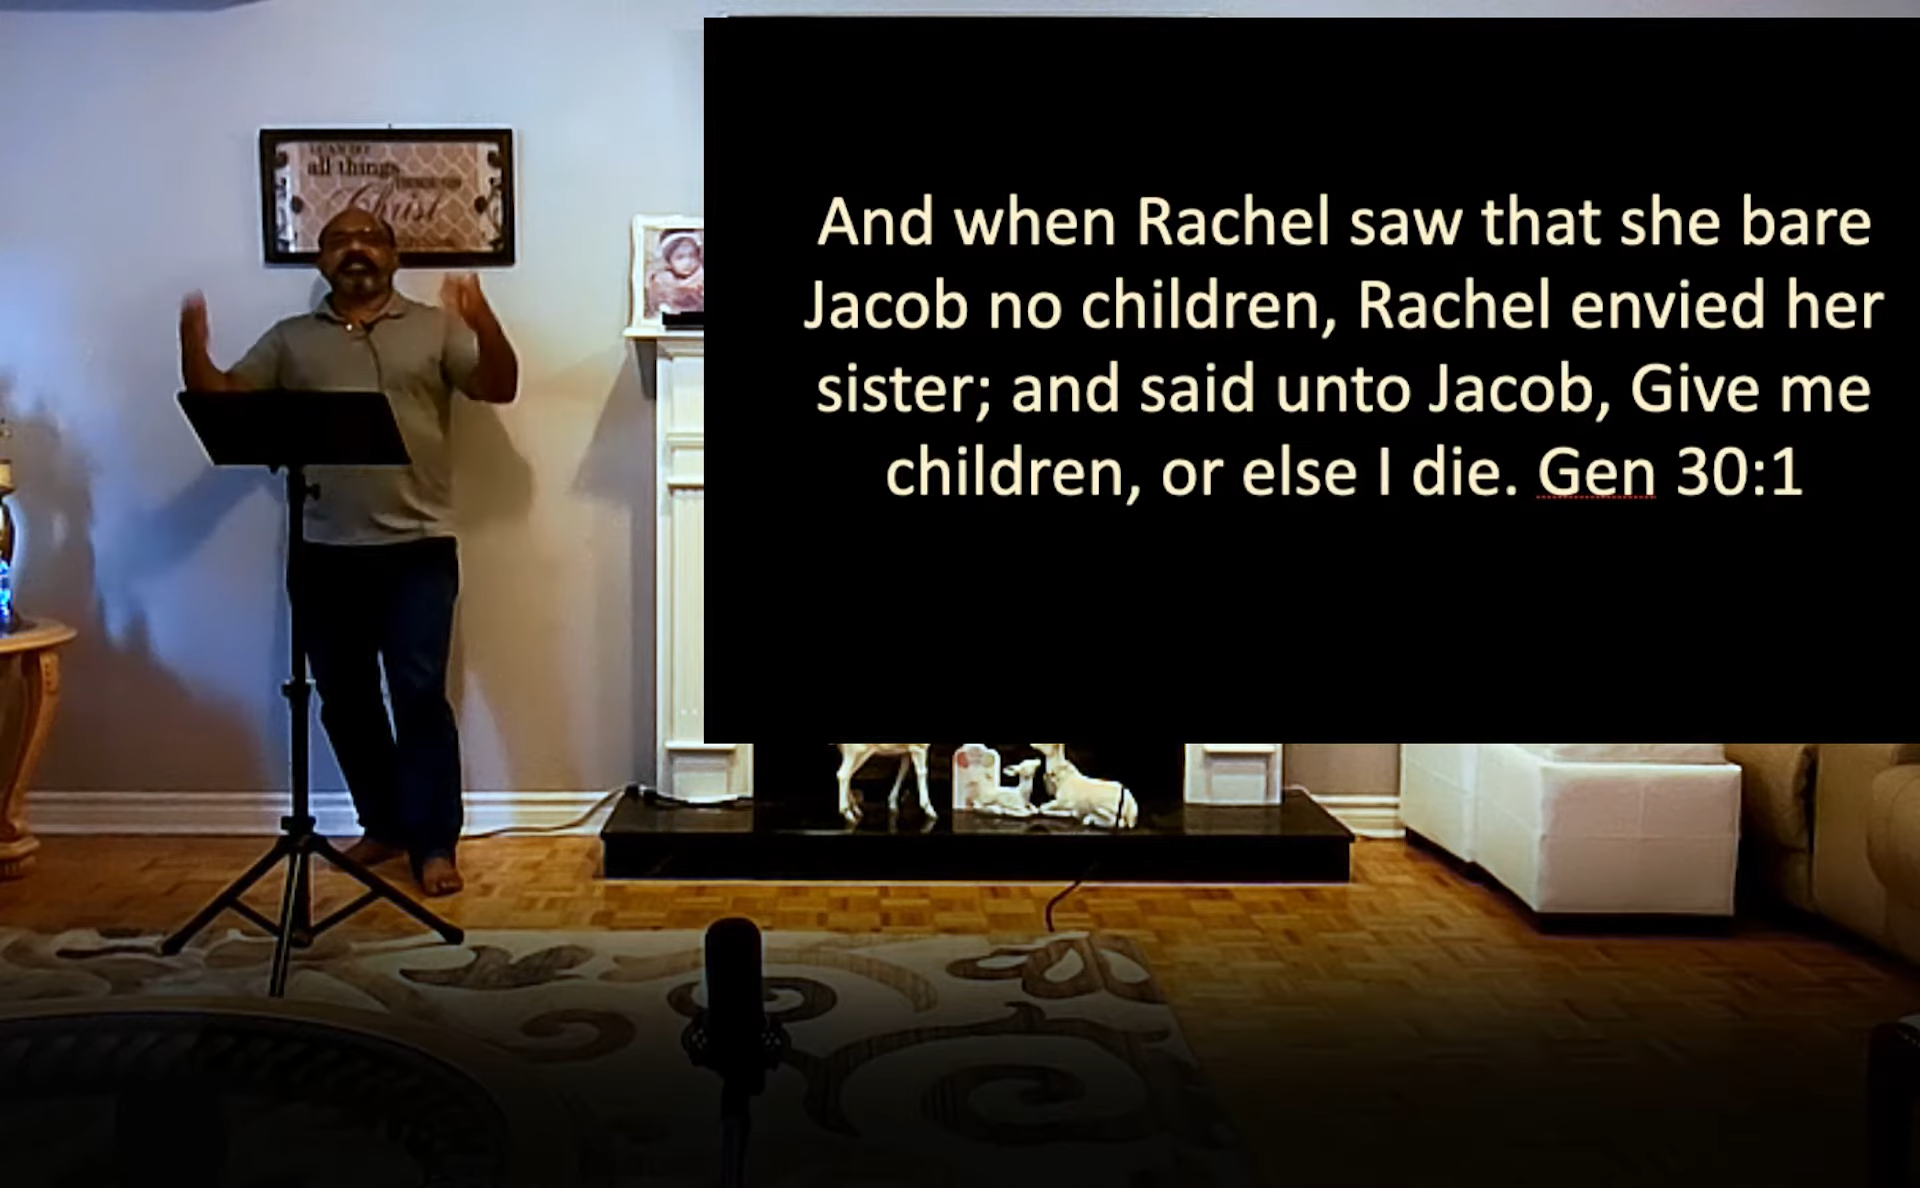 all things
Christ
And when Rachel saw that she bare
Jacob no children, Rachel envied her
sister; and said unto Jacob, Give me
children, or else I die. Gen 30:1